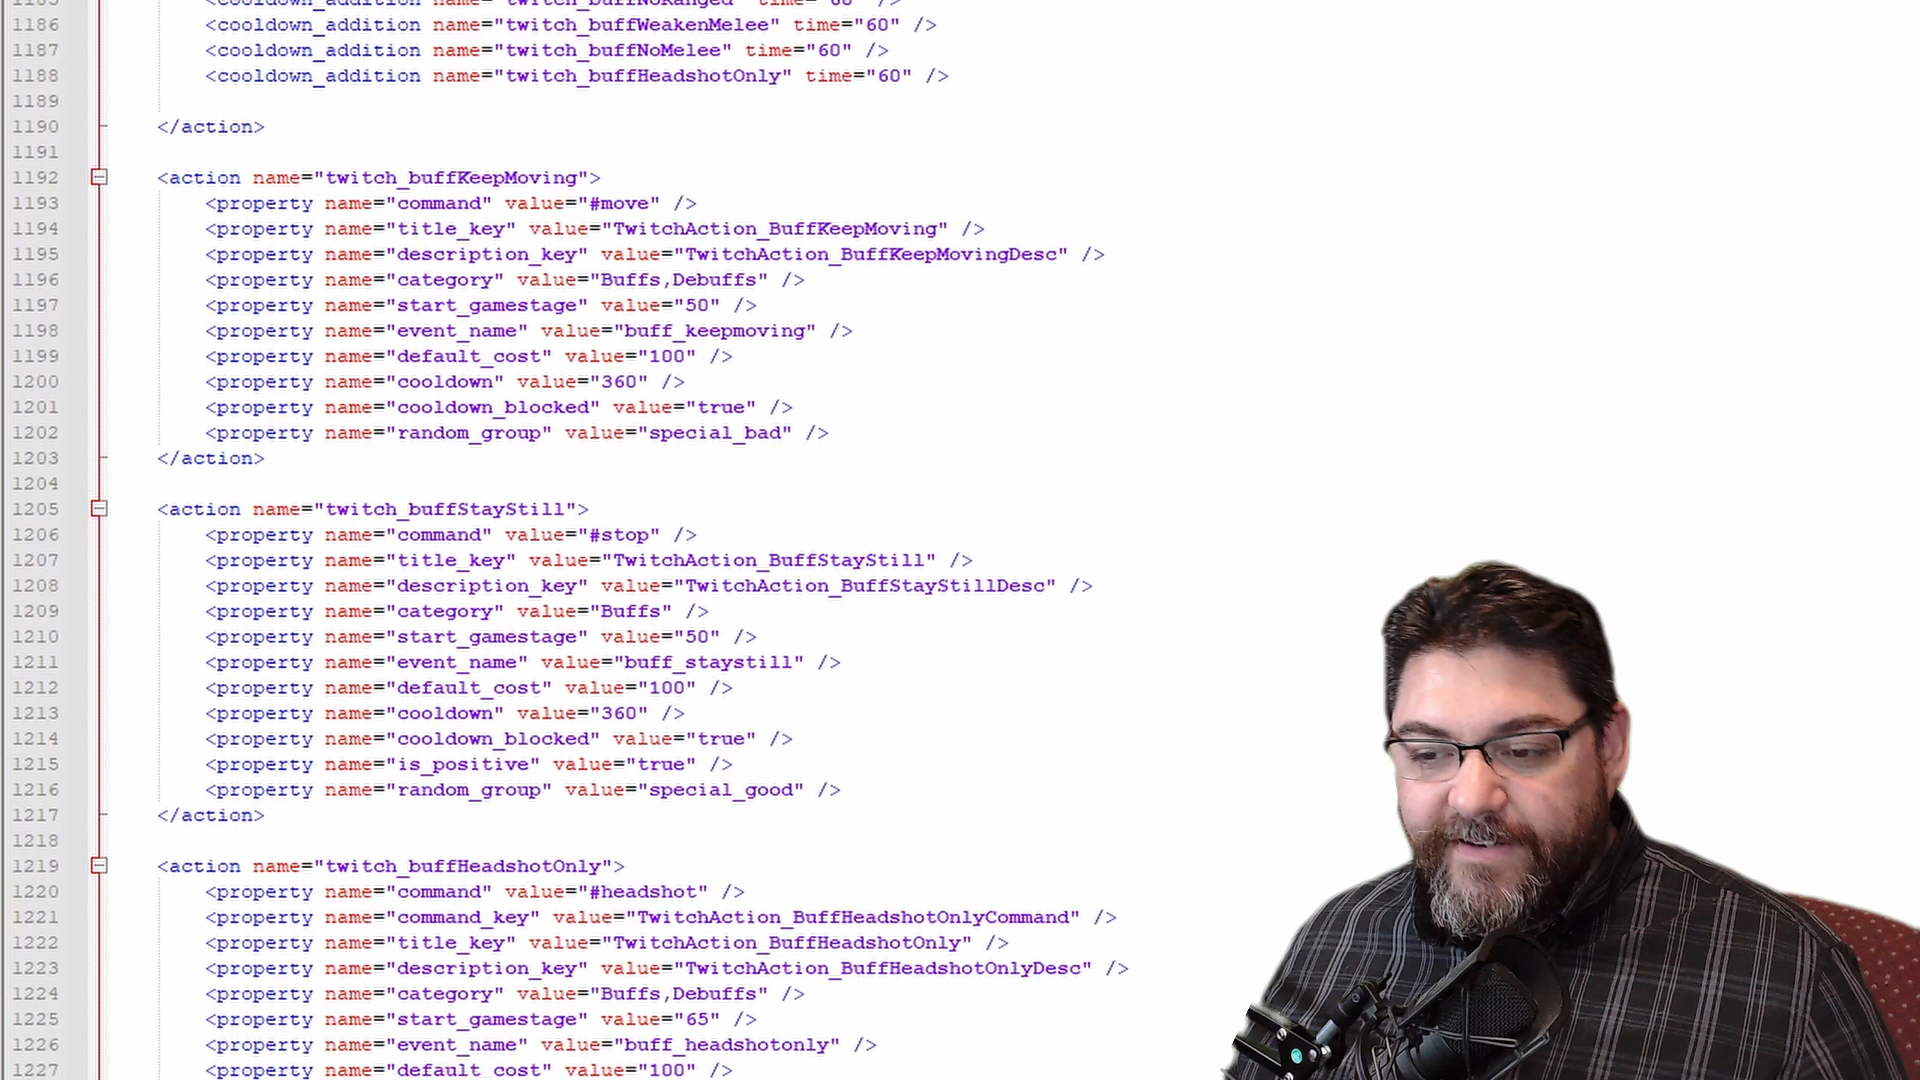 1185 <cooldown_addition name="twitch_buffNoRanged" time="60" />
1186 <cooldown_addition name="twitch_buffWeakenMelee" time="60" />
1187 <cooldown_addition name="twitch_buffNoMelee" time="60" />
1188 <cooldown_addition name="twitch_buffHeadshotOnly" time="60" />
1189
1190 </action>
1191
1192 <action name="twitch_buffKeepMoving">
1193 <property name="command" value="#move" />
1194 <property name="title_key" value="TwitchAction_BuffKeepMoving" />
1195 <property name="description_key" value="TwitchAction_BuffKeepMovingDesc" />
1196 <property name="category" value="Buffs,Debuffs" />
1197 <property name="start_gamestage" value="50" />
1198 <property name="event_name" value="buff_keepmoving" />
1199 <property name="default_cost" value="100" />
1200 <property name="cooldown" value="360" />
1201 <property name="cooldown_blocked" value="true" />
1202 <property name="random_group" value="special_bad" />
1203 </action>
1204
1205 <action name="twitch_buffStayStill">
1206 <property name="command" value="#stop" />
1207 <property name="title_key" value="TwitchAction_BuffStayStill" />
1208 <property name="description_key" value="TwitchAction_BuffStayStillDesc" />
1209 <property name="category" value="Buffs" />
1210 <property name="start_gamestage" value="50" />
1211 <property name="event_name" value="buff_staystill" />
1212 <property name="default_cost" value="100" />
1213 <property name="cooldown" value="360" />
1214 <property name="cooldown_blocked" value="true" />
1215 <property name="is_positive" value="true" />
1216 <property name="random_group" value="special_good" />
1217 </action>
1218
1219 <action name="twitch_buffHeadshotOnly">
1220 <property name="command" value="#headshot" />
1221 <property name="command_key" value="TwitchAction_BuffHeadshotOnlyCommand" />
1222 <property name="title_key" value="TwitchAction_BuffHeadshotOnly" />
1223 <property name="description_key" value="TwitchAction_BuffHeadshotOnlyDesc" />
1224 <property name="category" value="Buffs,Debuffs" />
1225 <property name="start_gamestage" value="65" />
1226 <property name="event_name" value="buff_headshotonly" />
1227 <property name="default_cost" value="100" />